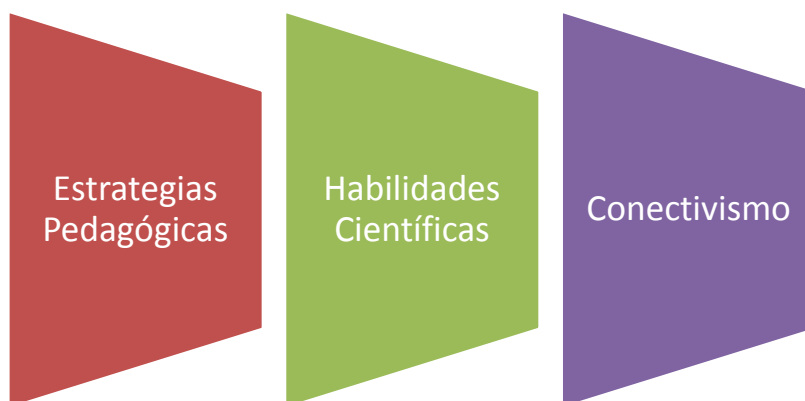 Estrategias
Pedagógicas
Habilidades
Científicas
Conectivismo